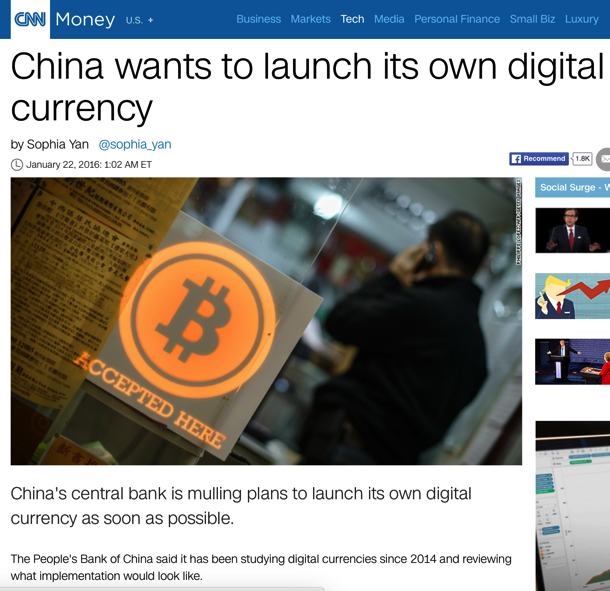 CNN Money U.S. +
Business Markets Tech Media Personal Finance Small Biz Luxury
China wants to launch its own digital
currency
by Sophia Yan @sophia_yan
January 22, 2016: 1:02 AM ET
Recommend 1.8K
Social Surge - W
ACCEPTED HERE
China's central bank is mulling plans to launch its own digital
currency as soon as possible.
The People's Bank of China said it has been studying digital currencies since 2014 and reviewing
what implementation would look like.